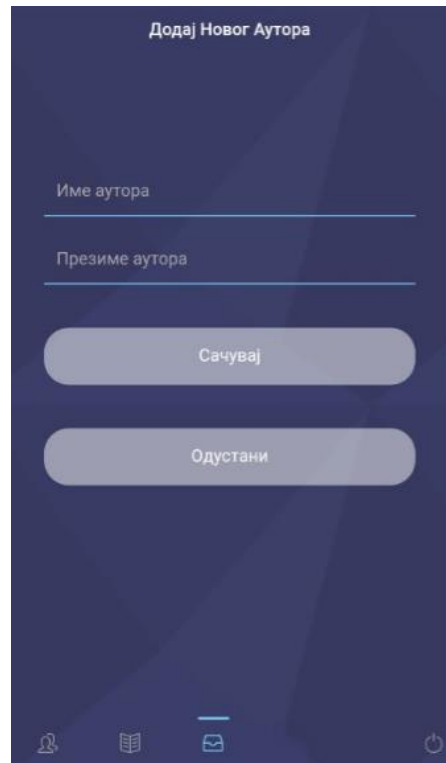 Додај Новог Аутора
Име аутора
Презиме аутора
Сачувај
Одустани